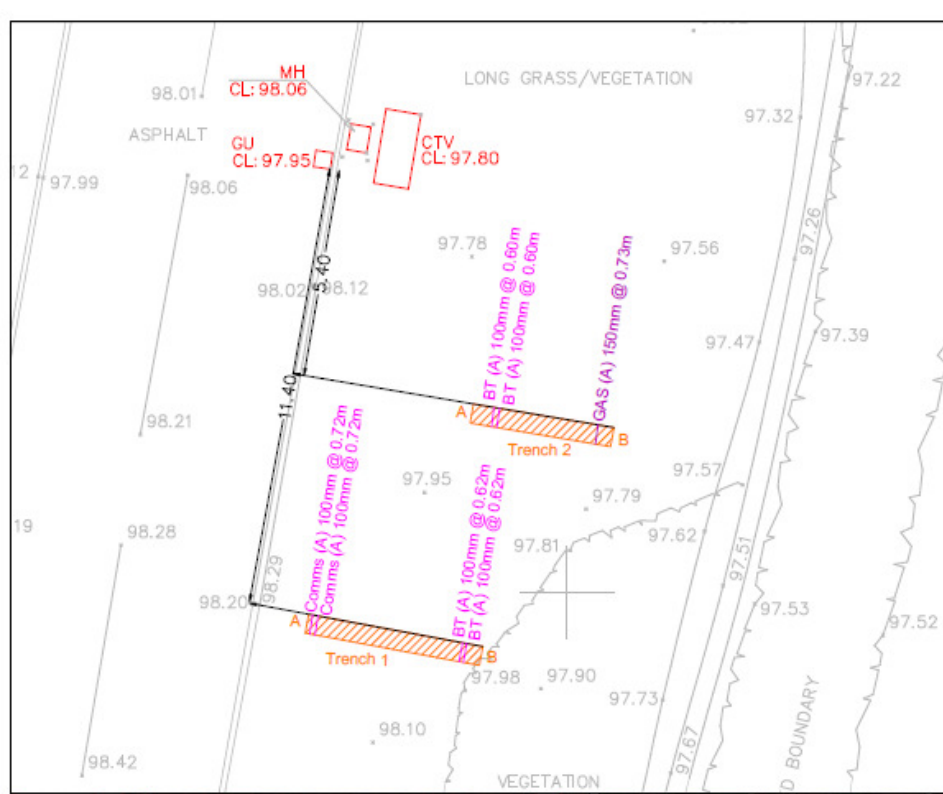 MH
CL: 98.06
LONG GRASS/VEGETATION
97.22
98.01
97.32
ASPHALT
GU
CL: 97.95
CTV
CL: 97.80
12
97.99
98.06
97.26
97.78
97.56
BT (A) 100mm @ 0.60m
BT (A) 100mm @ 0.60m
GAS (A) 150mm @ 0.73m
5.40
98.02
98.12
97.39
97.47
11.40
A
B
Trench 2
98.21
Comms (A) 100mm @ 0.72m
Comms (A) 100mm @ 0.72m
97.57
97.95
97.79
BT (A) 100mm @ 0.62m
BT (A) 100mm @ 0.62m
19
98.28
97.81
97.62
97.51
98.29
98.20
97.53
97.52
A
B
Trench 1
97.98
97.90
97.73
98.10
97.67
D BOUNDARY
98.42
VEGETATION